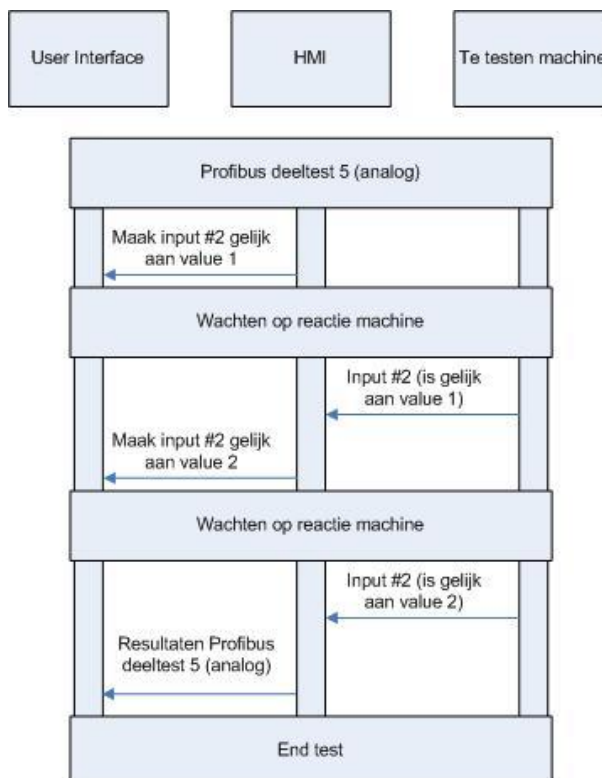 User Interface
HMI
Te testen machine
Profibus deeltest 5 (analog)
Maak input #2 gelijk
aan value 1
Wachten op reactie machine
Input #2 (is gelijk
aan value 1)
Maak input #2 gelijk
aan value 2
Wachten op reactie machine
Input #2 (is gelijk
aan value 2)
Resultaten Profibus
deeltest 5 (analog)
End test